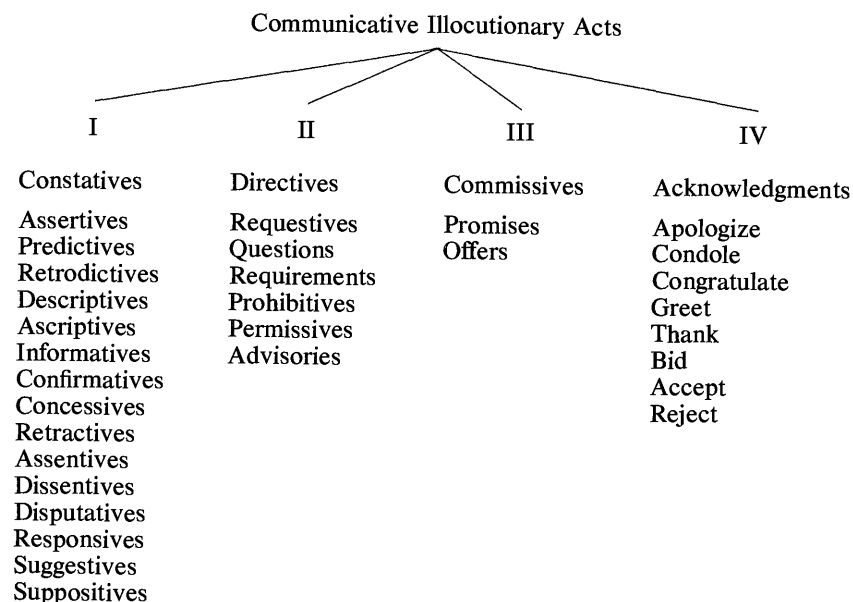 Communicative Illocutionary Acts
I
II
III
IV
Constatives
Assertives
Predictives
Retrodictives
Descriptives
Ascriptives
Informatives
Confirmatives
Concessives
Retractives
Assentives
Dissentives
Disputatives
Responsives
Suggestives
Suppositives
Directives
Requestives
Questions
Requirements
Prohibitives
Permissives
Advisories
Commissives
Promises
Offers
Acknowledgments
Apologize
Condole
Congratulate
Greet
Thank
Bid
Accept
Reject